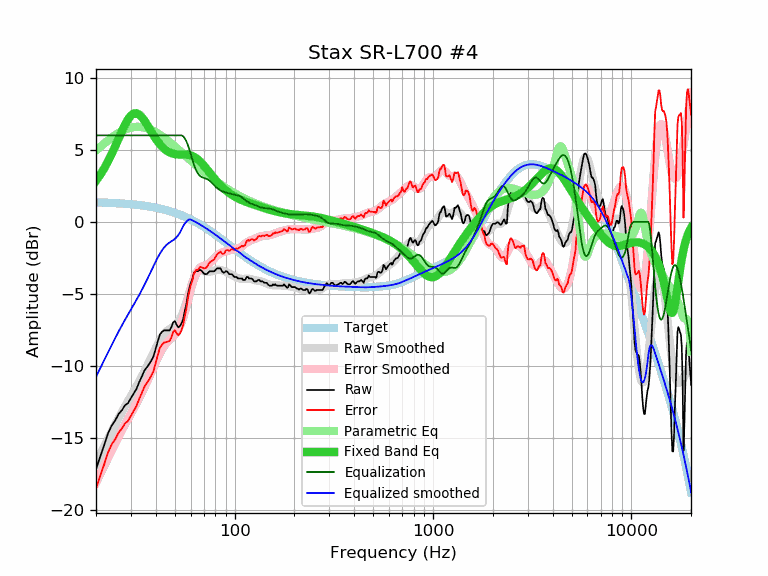 Stax SR-L700 #4
Amplitude (dBr)
10
5
0
−5
−10
−15
−20
Target
Raw Smoothed
Error Smoothed
Raw
Error
Parametric Eq
Fixed Band Eq
Equalization
Equalized smoothed
100
1000
10000
Frequency (Hz)